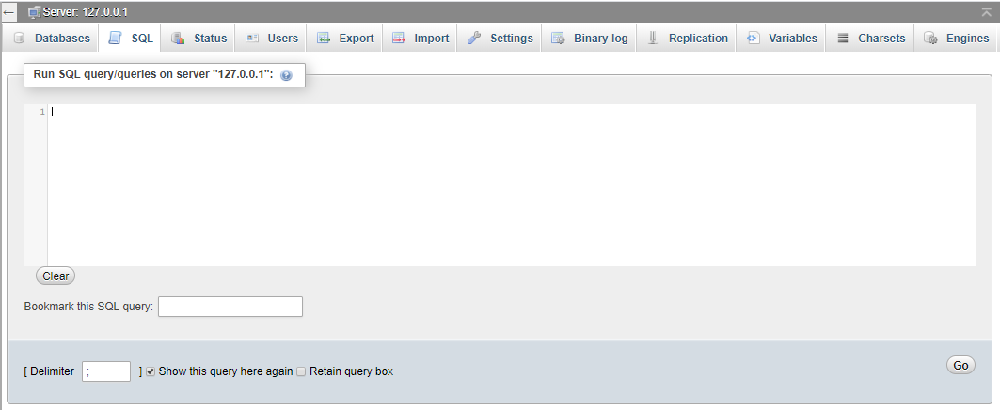 Server: 127.0.0.1
Databases SQL Status Users Export Import Settings Binary log Replication Variables Charsets Engines
Run SQL query/queries on server "127.0.0.1":
1
Clear
Bookmark this SQL query:
[ Delimiter ; ] Show this query here again Retain query box
Go